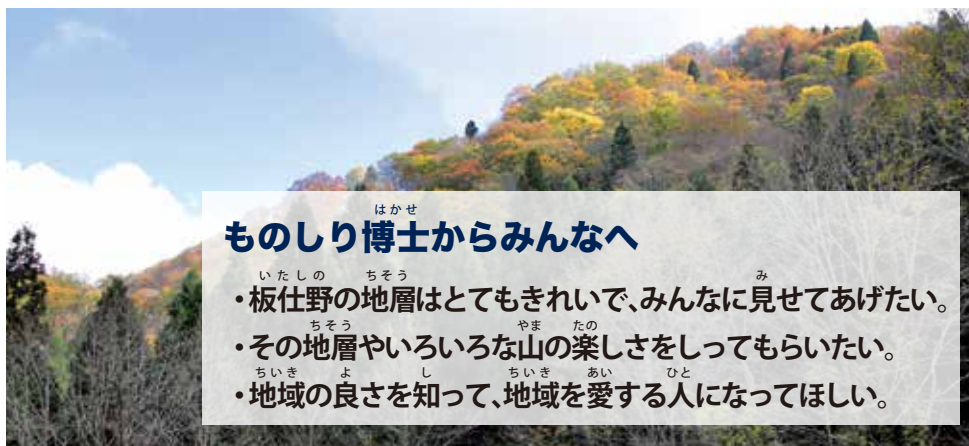 ものしり博士からみんなへ
・板仕野の地層はとてもきれいで、みんなに見せてあげたい。
・その地層やいろいろな山の楽しさをしってもらいたい。
・地域の良さを知って、地域を愛する人になってほしい。